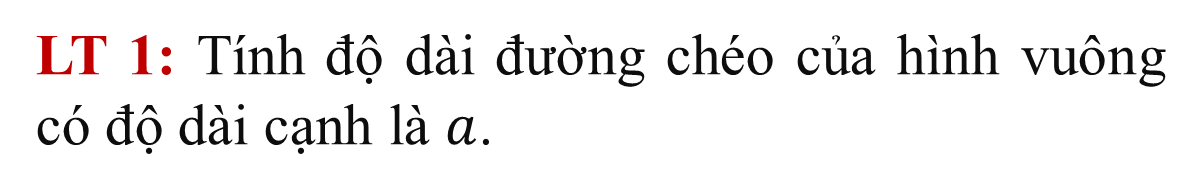 LT 1: Tính độ dài đường chéo của hình vuông
có độ dài cạnh là a.